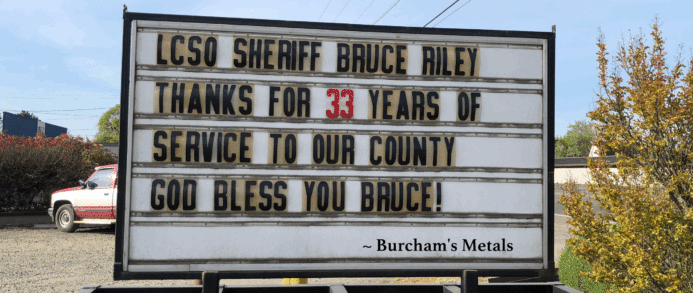 LCSO SHERIFF BRUCE RILEY
THANKS FOR 33 YEARS OF
SERVICE TO OUR COUNTY
GOD BLESS YOU BRUCE!
~ Burcham's Metals